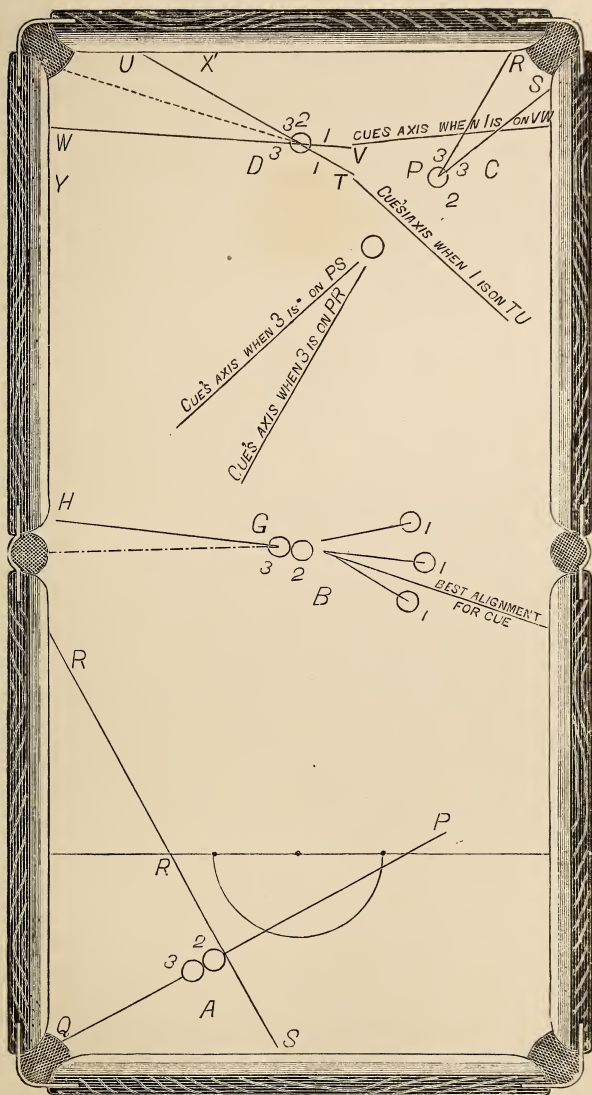 U X' R
S
3 2
W 1 CUES AXIS WHEN 1 IS ON VW
D 3 1 V P 3 3 C
Y T 2
CUE'S AXIS WHEN 1 IS ON TU
CUE'S AXIS WHEN 3 IS ON PS
CUE'S AXIS WHEN 3 IS ON PR
H
G 1
3 2 1
B
BEST ALIGNMENT
FOR CUE
1
R
P
R
2
3
A
Q S